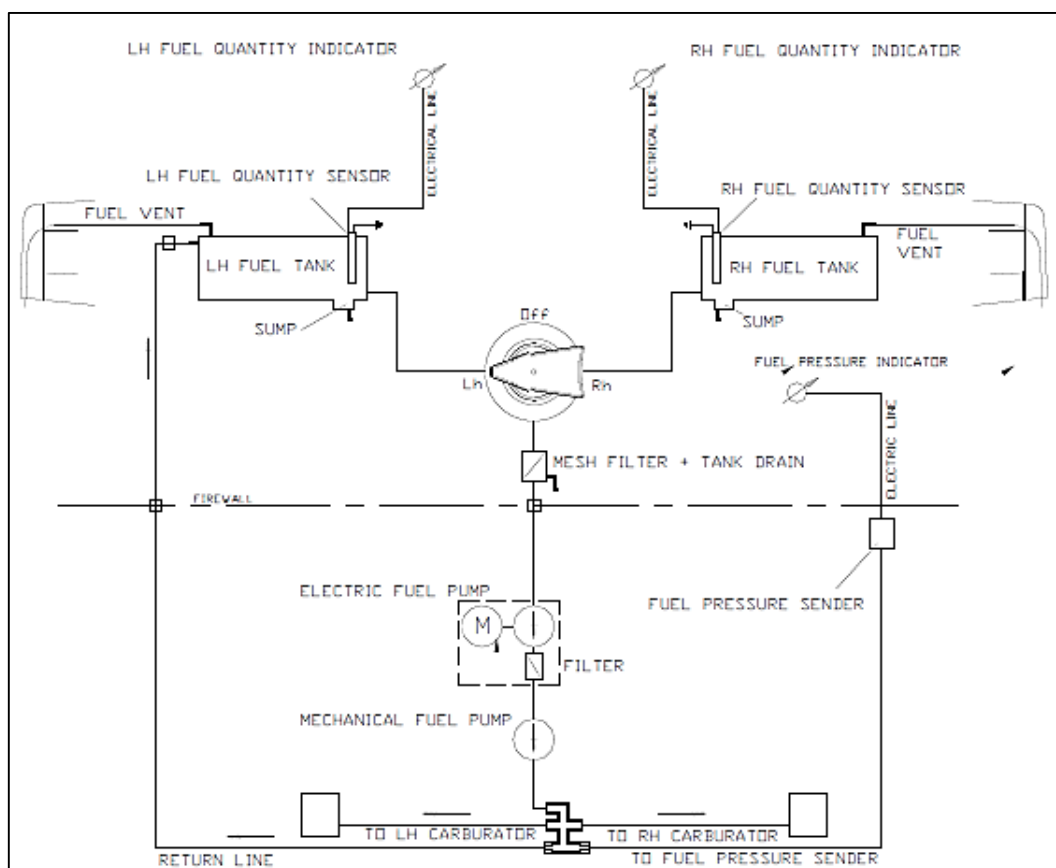 LH FUEL QUANTITY INDICATOR
RH FUEL QUANTITY INDICATOR
ELECTRICAL LINE
ELECTRICAL LINE
LH FUEL QUANTITY SENSOR
RH FUEL QUANTITY SENSOR
FUEL VENT
FUEL
VENT
LH FUEL TANK
RH FUEL TANK
SUMP
SUMP
Off
Lh
Rh
FUEL PRESSURE INDICATOR
ELECTRIC LINE
MESH FILTER + TANK DRAIN
FIREWALL
ELECTRIC FUEL PUMP
FUEL PRESSURE SENDER
M
FILTER
MECHANICAL FUEL PUMP
TO LH CARBURATOR
TO RH CARBURATOR
RETURN LINE
TO FUEL PRESSURE SENDER